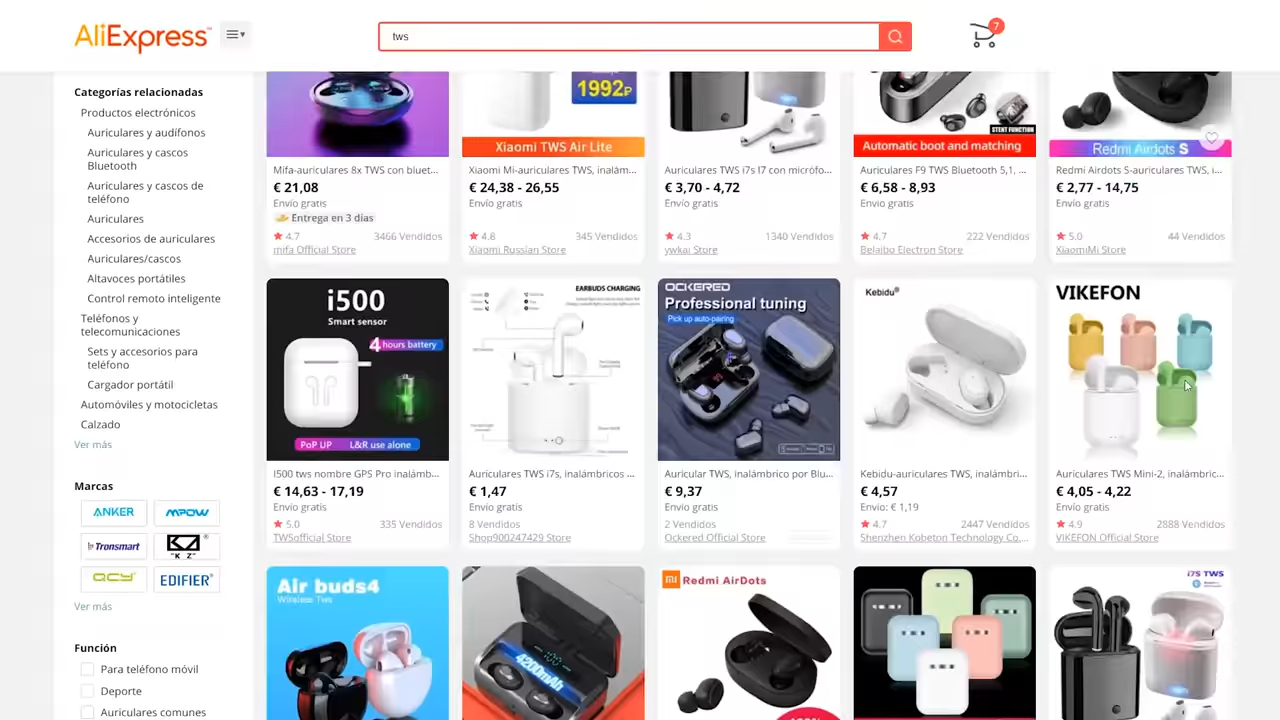 AliExpress
tws
7
Categorías relacionadas
Productos electrónicos
Auriculares y audífonos
Auriculares y cascos
Bluetooth
Auriculares y cascos de
teléfono
Auriculares
Accesorios de auriculares
Auriculares/cascos
Altavoces portátiles
Control remoto inteligente
Teléfonos y
telecomunicaciones
Sets y accesorios para
teléfono
Cargador portátil
Automóviles y motocicletas
Calzado
Ver más
Marcas
ANKER
MPOW
Tronsmart
"K Z"
QCY
EDIFIER
Ver más
Función
Para teléfono móvil
Deporte
Auriculares comunes
1992₽
Xiaomi TWS Air Lite
STENT FUNCTION
Automatic boot and matching
Redmi Airdots S
Mifa-auriculares 8x TWS con bluet...
€ 21,08
Envío gratis
Entrega en 3 días
4.7
3466 Vendidos
mifa Official Store
Xiaomi Mi-auriculares TWS, inalám...
€ 24,38 - 26,55
Envío gratis
4.8
345 Vendidos
Xiaomi Russian Store
Auriculares TWS i7s I7 con micrófo...
€ 3,70 - 4,72
Envío gratis
4.3
1340 Vendidos
ywkai Store
Auriculares F9 TWS Bluetooth 5,1, ...
€ 6,58 - 8,93
Envío gratis
4.7
222 Vendidos
Belaibo Electron Store
Redmi Airdots S-auriculares TWS, i...
€ 2,77 - 14,75
Envío gratis
5.0
44 Vendidos
XiaomiMi Store
i500
Smart sensor
4 hours battery
PoP UP
L&R use alone
EARBUDS CHARGING
OCKERED
Professional tuning
Pick up auto-pairing
Kebidu
VIKEFON
I500 tws nombre GPS Pro inalámb...
€ 14,63 - 17,19
Envío gratis
5.0
335 Vendidos
TWSofficial Store
Auriculares TWS i7s, inalámbricos ...
€ 1,47
Envío gratis
8 Vendidos
Shop900247429 Store
Auricular TWS, inalámbrico por Blu...
€ 9,37
Envío gratis
2 Vendidos
Ockered Official Store
Kebidu-auriculares TWS, inalámbri...
€ 4,57
Envío: € 1,19
4.7
2447 Vendidos
Shenzhen Kobeton Technology Co,...
Auriculares TWS Mini-2, inalámbric...
€ 4,05 - 4,22
Envío gratis
4.9
2888 Vendidos
VIKEFON Official Store
Air buds4
Wireless Tws
4200mAh
mi Redmi AirDots
i7S TWS